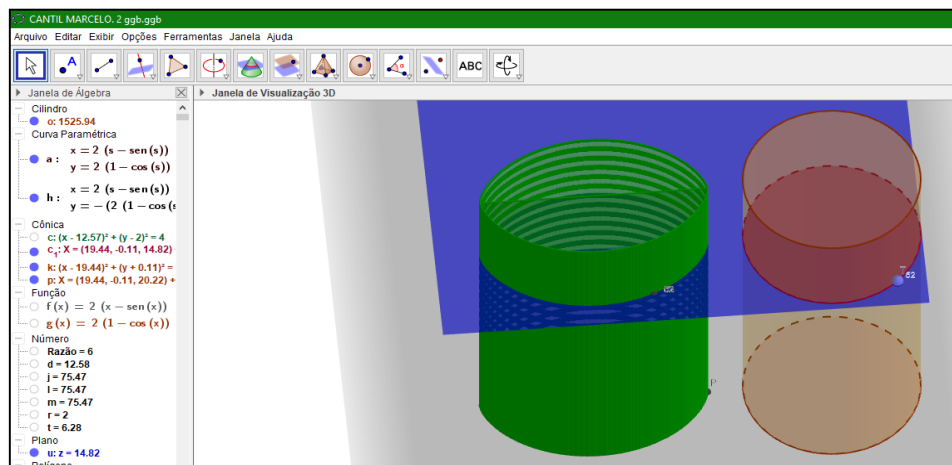 CANTIL MARCELO. 2 ggb.ggb
Arquivo Editar Exibir Opções Ferramentas Janela Ajuda
A
α
ABC
Janela de Álgebra
Janela de Visualização 3D
Cilindro
o: 1525.94
Curva Paramétrica
a : x = 2 (s − sen (s))
y = 2 (1 − cos (s))
h : x = 2 (s − sen (s))
y = − (2 (1 − cos (s
Cônica
c: (x - 12.57)² + (y - 2)² = 4
c₁: X = (19.44, -0.11, 14.82)
k: (x - 19.44)² + (y + 0.11)² =
p: X = (19.44, -0.11, 20.22) +
Função
f (x) = 2 (x − sen (x))
g (x) = 2 (1 − cos (x))
Número
Razão = 6
d = 12.58
j = 75.47
l = 75.47
m = 75.47
r = 2
t = 6.28
Plano
u: z = 14.82
P